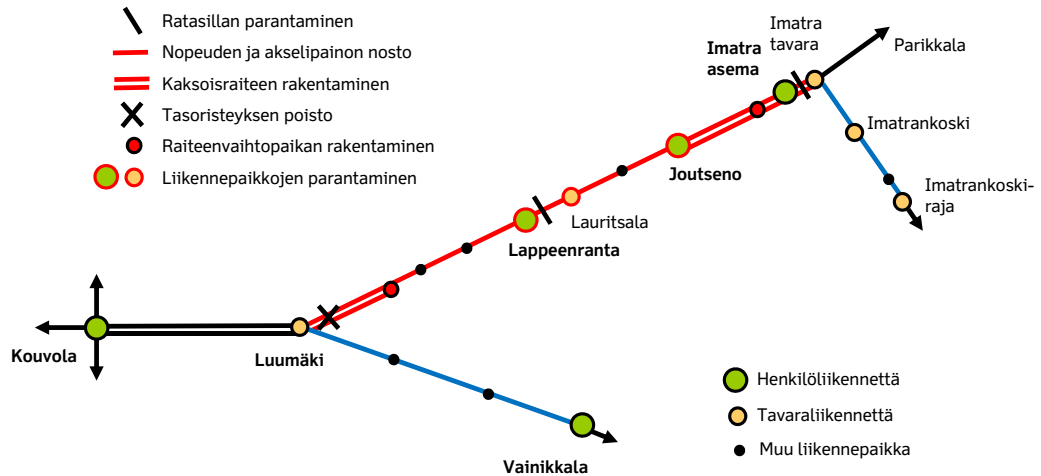 Ratasillan parantaminen
Nopeuden ja akselipainon nosto
Kaksoisraiteen rakentaminen
Tasoristeyksen poisto
Raiteenvaihtopaikan rakentaminen
Liikennepaikkojen parantaminen
Imatra
tavara
Imatra
asema
Parikkala
Imatrankoski
Imatrankoski-
raja
Joutseno
Lauritsala
Lappeenranta
Kouvola
Luumäki
Vainikkala
Henkilöliikennettä
Tavaraliikennettä
Muu liikennepaikka